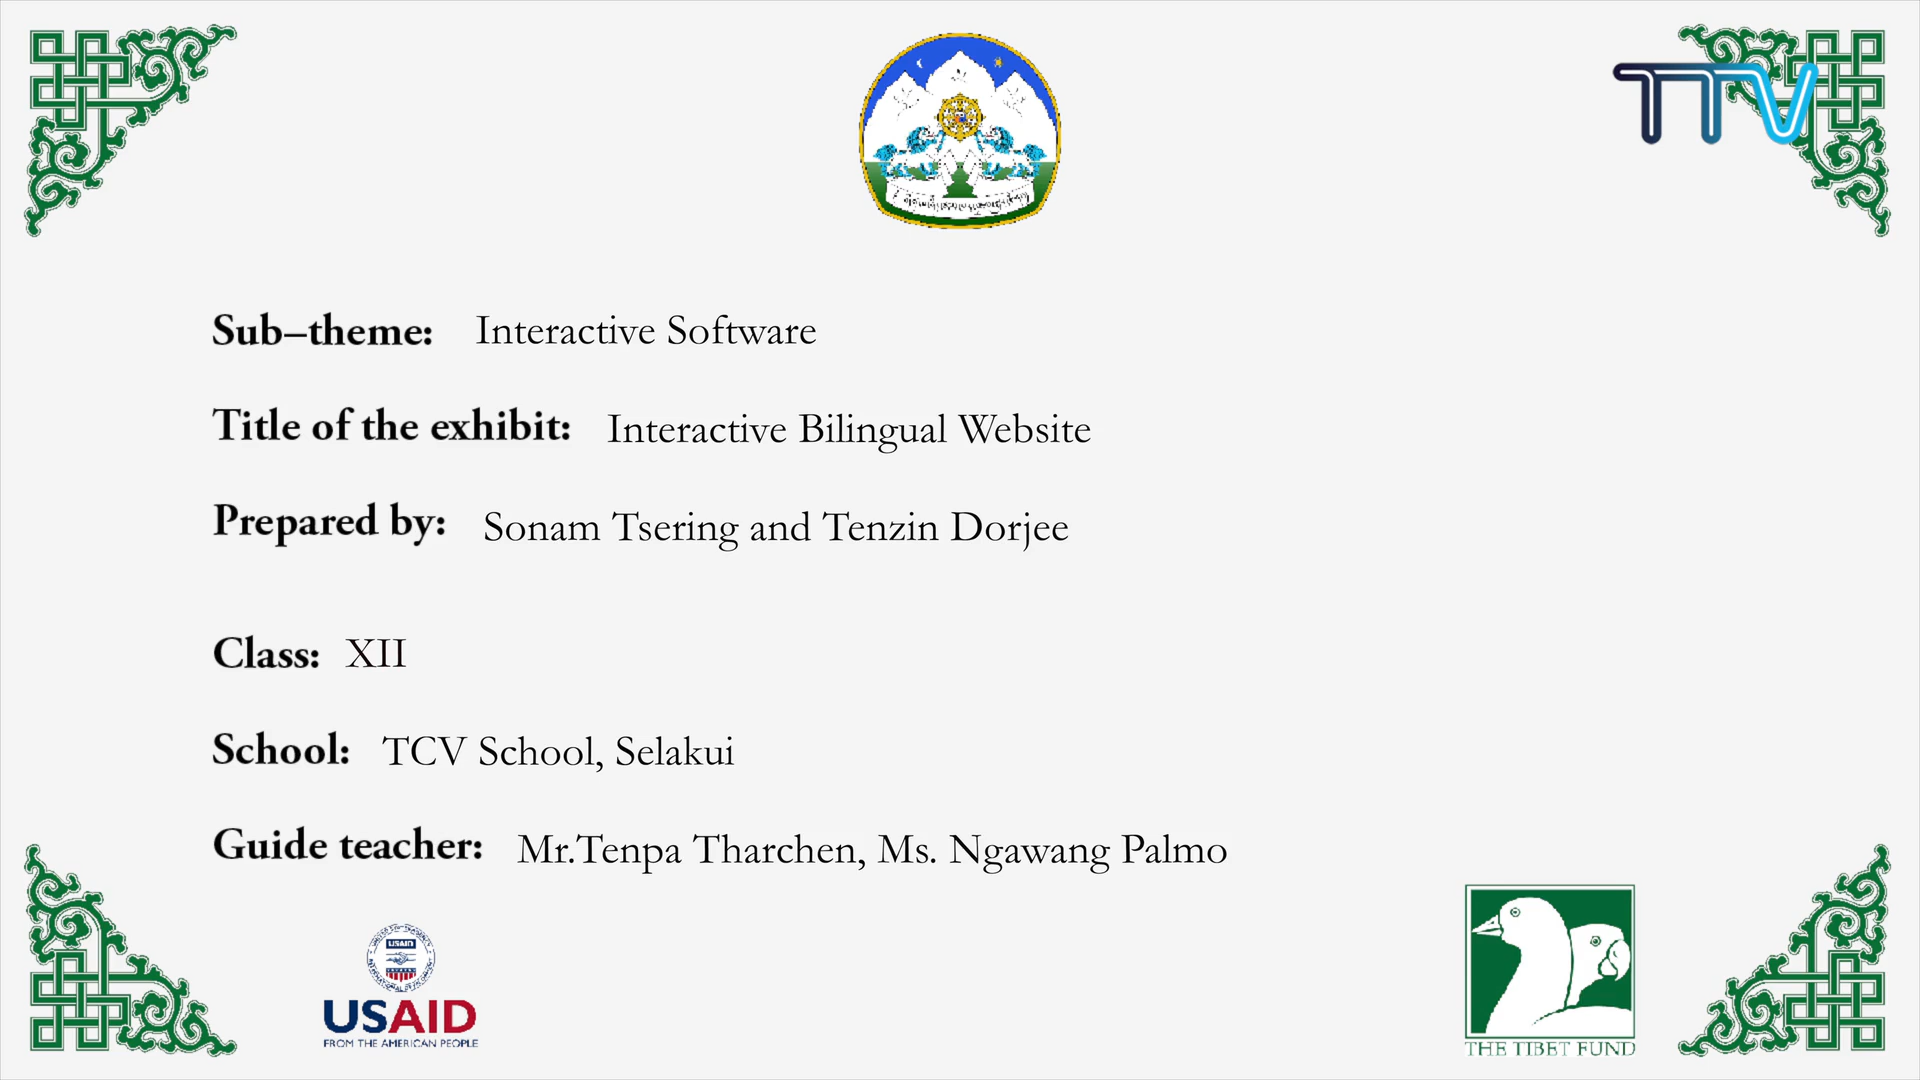 TTV
Sub–theme: Interactive Software
Title of the exhibit: Interactive Bilingual Website
Prepared by: Sonam Tsering and Tenzin Dorjee
Class: XII
School: TCV School, Selakui
Guide teacher: Mr.Tenpa Tharchen, Ms. Ngawang Palmo
USAID
USAID
FROM THE AMERICAN PEOPLE
THE TIBET FUND